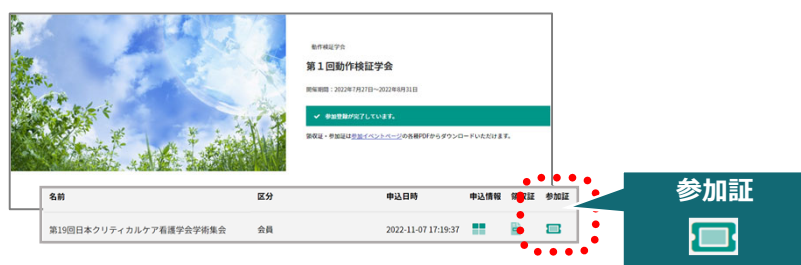 動作検証学会
第１回動作検証学会
開催期間：2022年7月27日～2022年8月31日
✓ 参加登録が完了しています。
領収証・参加証は参加イベントページの各種PDFからダウンロードいただけます。
名前 区分 申込日時 申込情報 領収証 参加証
第19回日本クリティカルケア看護学会学術集会 会員 2022-11-07 17:19:37
参加証